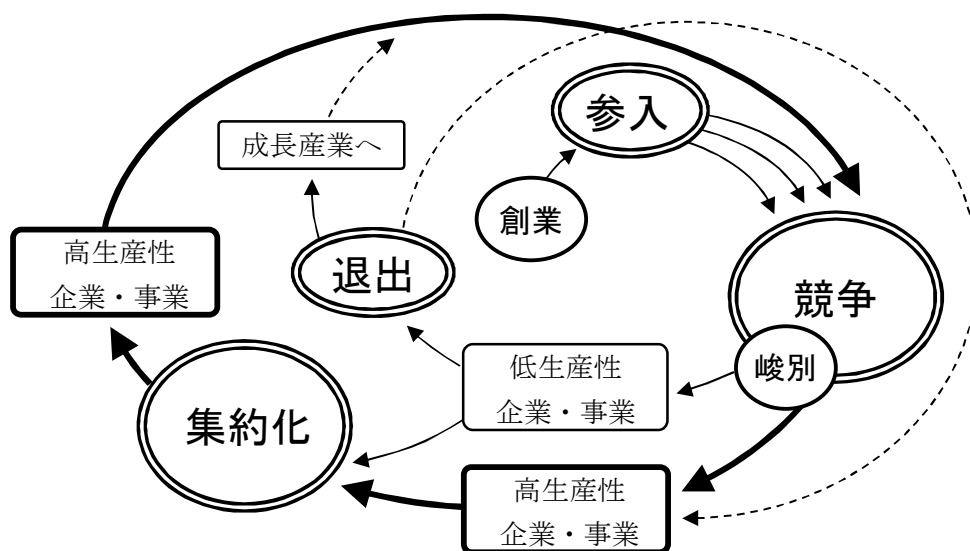 参入
成長産業へ
創業
高生産性
企業・事業
退出
競争
峻別
低生産性
企業・事業
集約化
高生産性
企業・事業